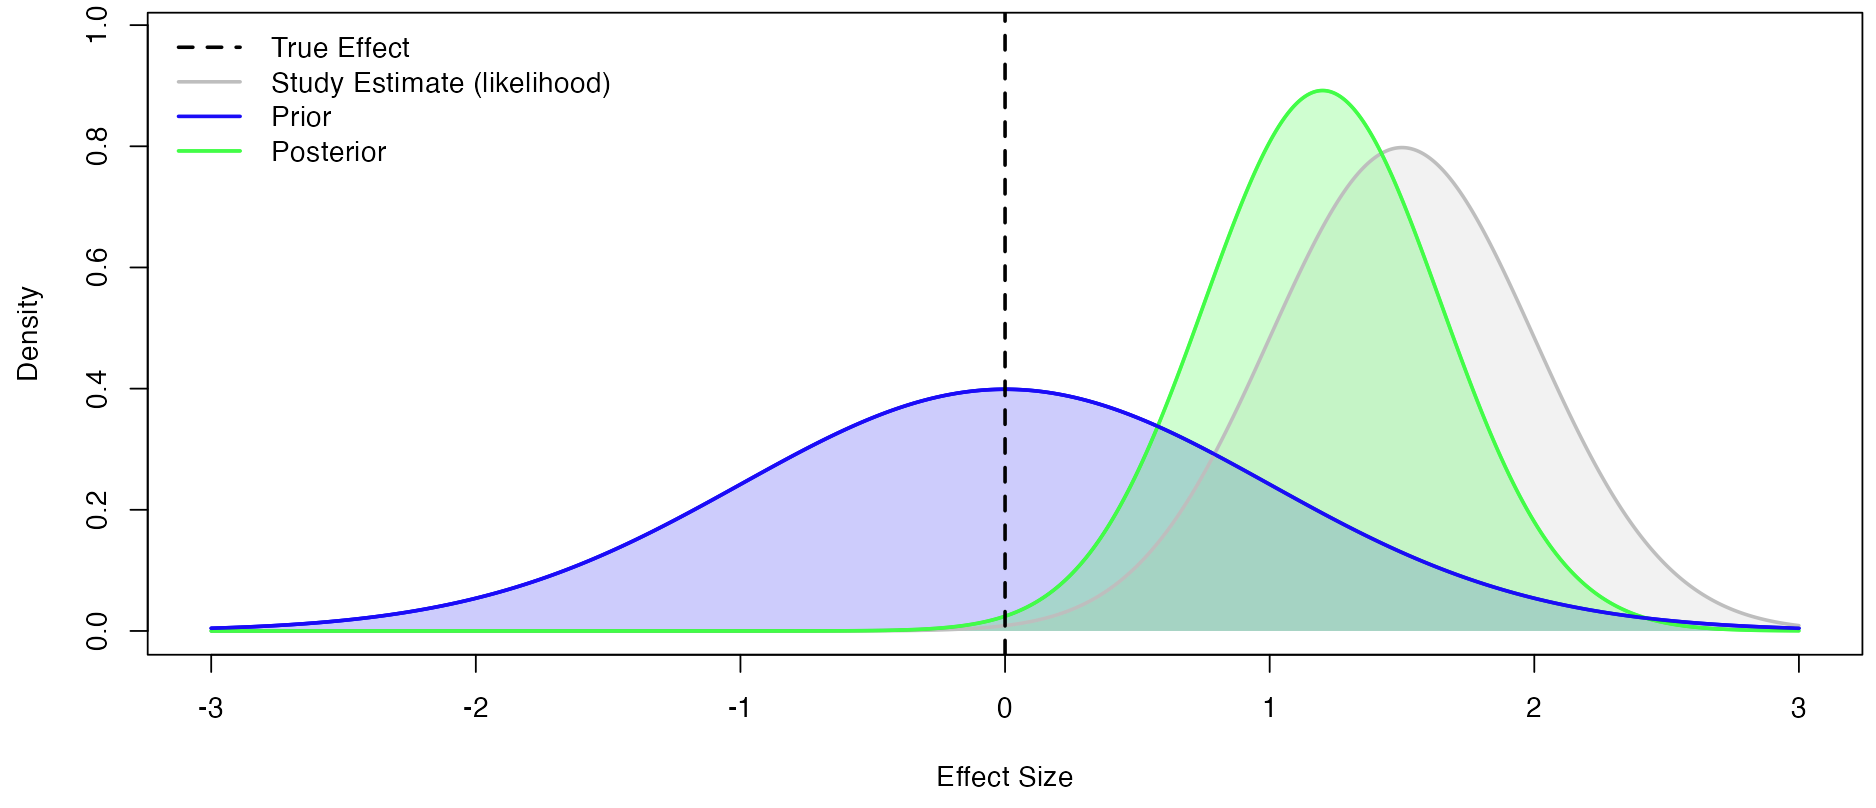 True Effect
Study Estimate (likelihood)
Prior
Posterior
1.0
0.8
0.6
0.4
0.2
0.0
Density
-3 -2 -1 0 1 2 3
Effect Size